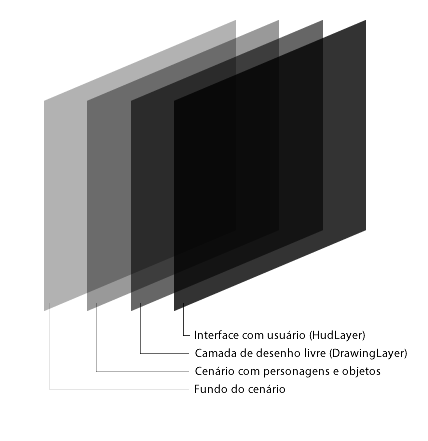 Interface com usuário (HudLayer)
Camada de desenho livre (DrawingLayer)
Cenário com personagens e objetos
Fundo do cenário